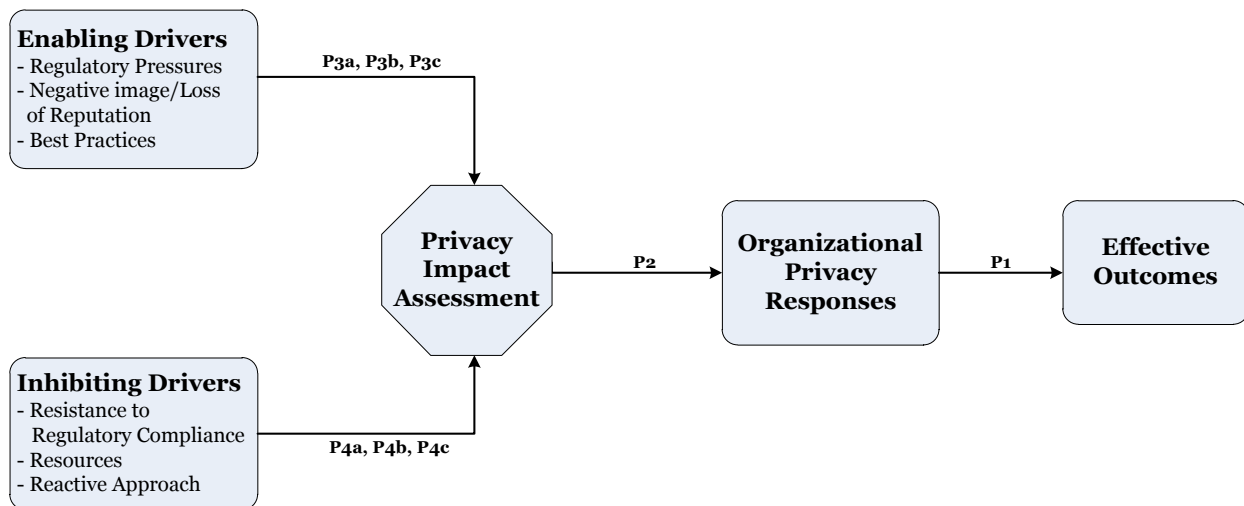 Enabling Drivers
- Regulatory Pressures
- Negative image/Loss
of Reputation
- Best Practices
P3a, P3b, P3c
Privacy
Impact
Assessment
P2
Organizational
Privacy
Responses
P1
Effective
Outcomes
Inhibiting Drivers
- Resistance to
Regulatory Compliance
- Resources
- Reactive Approach
P4a, P4b, P4c